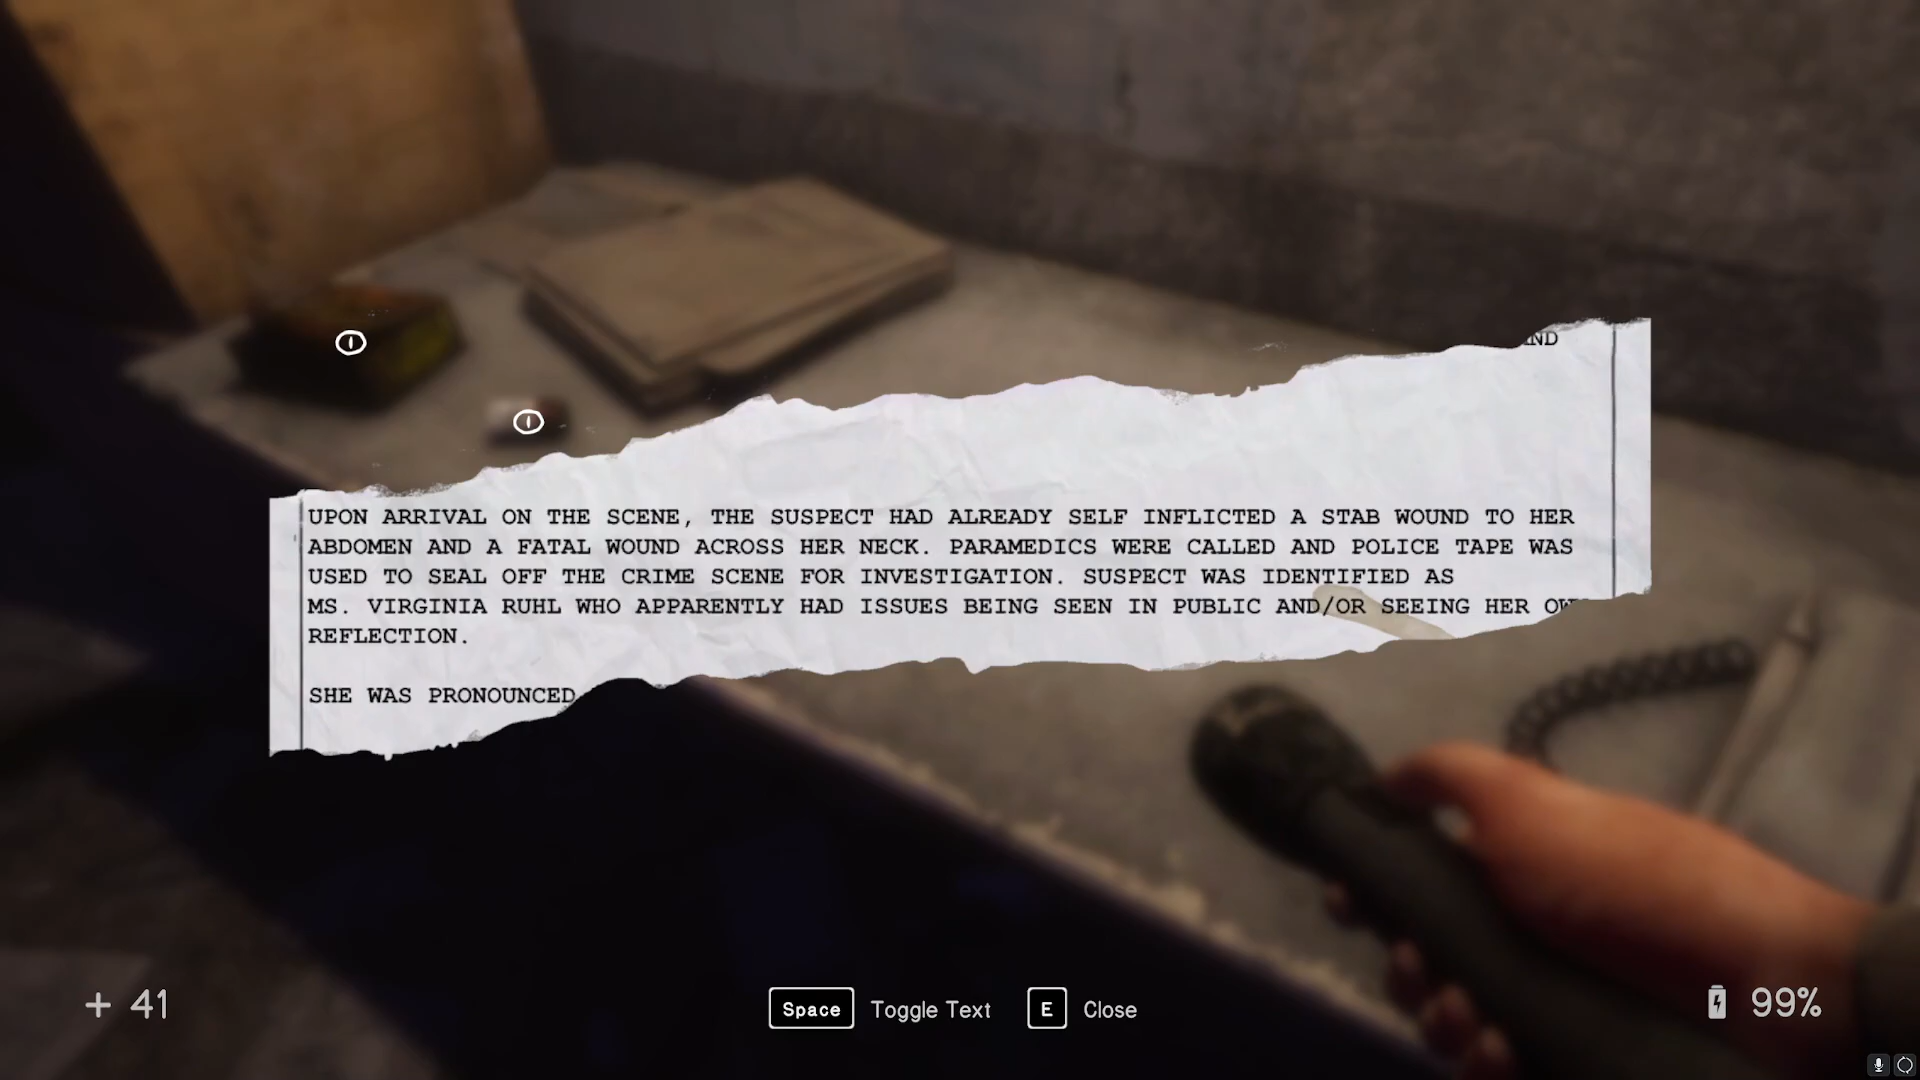 UPON ARRIVAL ON THE SCENE, THE SUSPECT HAD ALREADY SELF INFLICTED A STAB WOUND TO HER
ABDOMEN AND A FATAL WOUND ACROSS HER NECK. PARAMEDICS WERE CALLED AND POLICE TAPE WAS
USED TO SEAL OFF THE CRIME SCENE FOR INVESTIGATION. SUSPECT WAS IDENTIFIED AS
MS. VIRGINIA RUHL WHO APPARENTLY HAD ISSUES BEING SEEN IN PUBLIC AND/OR SEEING HER
REFLECTION.
SHE WAS PRONOUNCED
+ 41
Space Toggle Text E Close
99%